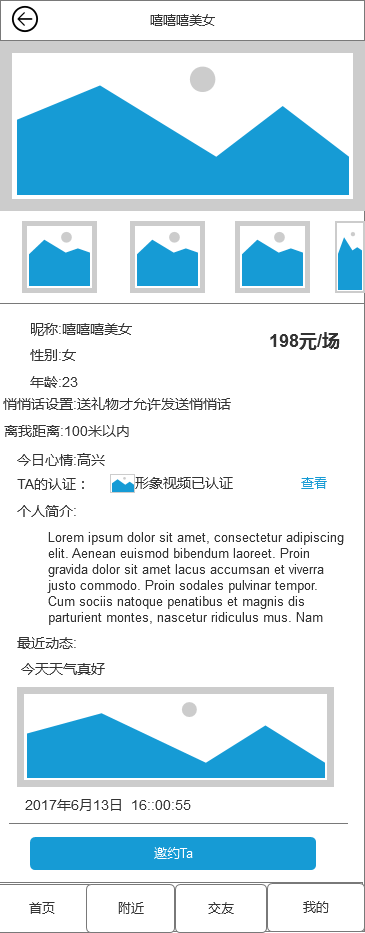 嘻嘻嘻美女
昵称:嘻嘻嘻美女
198元/场
性别:女
年龄:23
悄悄话设置:送礼物才允许发送悄悄话
离我距离:100米以内
今日心情:高兴
TA的认证： 形象视频已认证 查看
个人简介:
Lorem ipsum dolor sit amet, consectetur adipiscing
elit. Aenean euismod bibendum laoreet. Proin
gravida dolor sit amet lacus accumsan et viverra
justo commodo. Proin sodales pulvinar tempor.
Cum sociis natoque penatibus et magnis dis
parturient montes, nascetur ridiculus mus. Nam
最近动态:
今天天气真好
2017年6月13日 16::00:55
邀约Ta
首页 附近 交友 我的